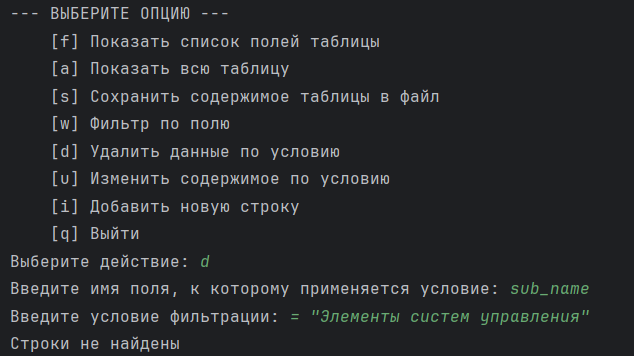 --- ВЫБЕРИТЕ ОПЦИЮ ---
[f] Показать список полей таблицы
[a] Показать всю таблицу
[s] Сохранить содержимое таблицы в файл
[w] Фильтр по полю
[d] Удалить данные по условию
[u] Изменить содержимое по условию
[i] Добавить новую строку
[q] Выйти
Выберите действие: d
Введите имя поля, к которому применяется условие: sub_name
Введите условие фильтрации: = "Элементы систем управления"
Строки не найдены